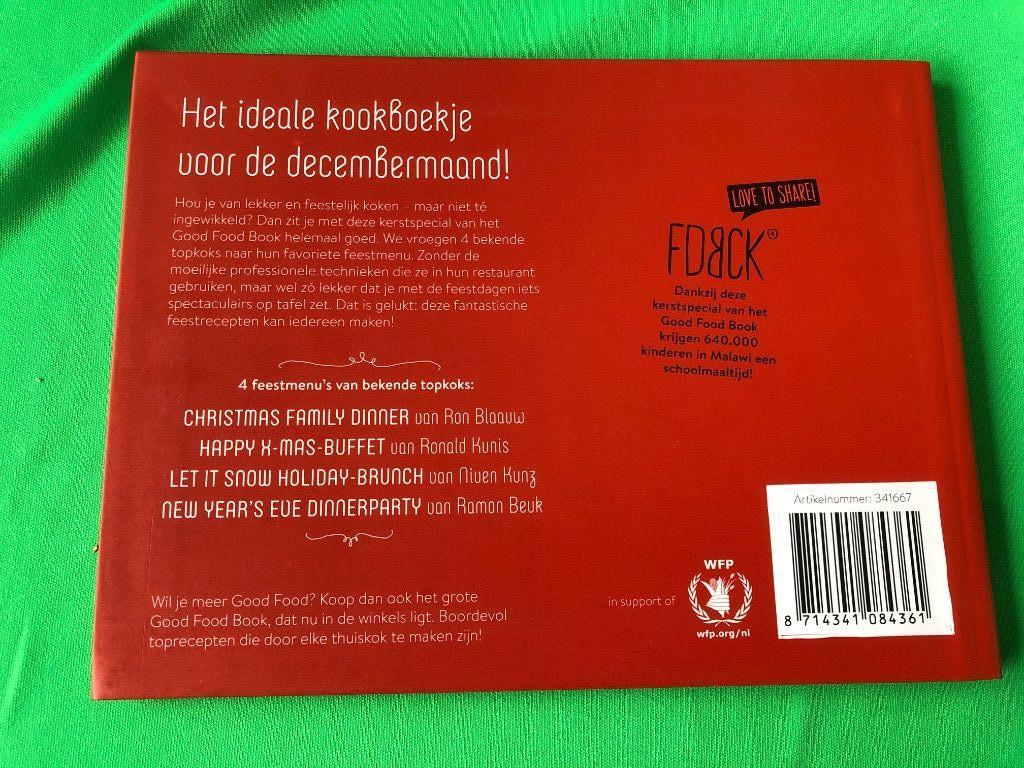 Het ideale kookboekje
voor de decembermaand!
Hou je van lekker en feestelijk koken – maar niet té
ingewikkeld? Dan zit je met deze kerstspecial van het
Good Food Book helemaal goed. We vroegen 4 bekende
topkoks naar hun favoriete feestmenu. Zonder de
moeilijke professionele technieken die ze in hun restaurant
gebruiken, maar wel zó lekker dat je met de feestdagen iets
spectaculairs op tafel zet. Dat is gelukt: deze fantastische
feestrecepten kan iedereen maken!
4 feestmenu's van bekende topkoks:
CHRISTMAS FAMILY DINNER van Ron Blaauw
HAPPY X-MAS-BUFFET van Ronald Kunis
LET IT SNOW HOLIDAY-BRUNCH van Niven Kunz
NEW YEAR'S EVE DINNERPARTY van Ramon Beuk
Wil je meer Good Food? Koop dan ook het grote
Good Food Book, dat nu in de winkels ligt. Boordevol
toprecepten die door elke thuiskok te maken zijn!
LOVE TO SHARE!
FDBCK®
Dankzij deze
kerstspecial van het
Good Food Book
krijgen 640.000
kinderen in Malawi een
schoolmaaltijd!
in support of
WFP
wfp.org/nl
Artikelnummer: 341667
8 714341 084361